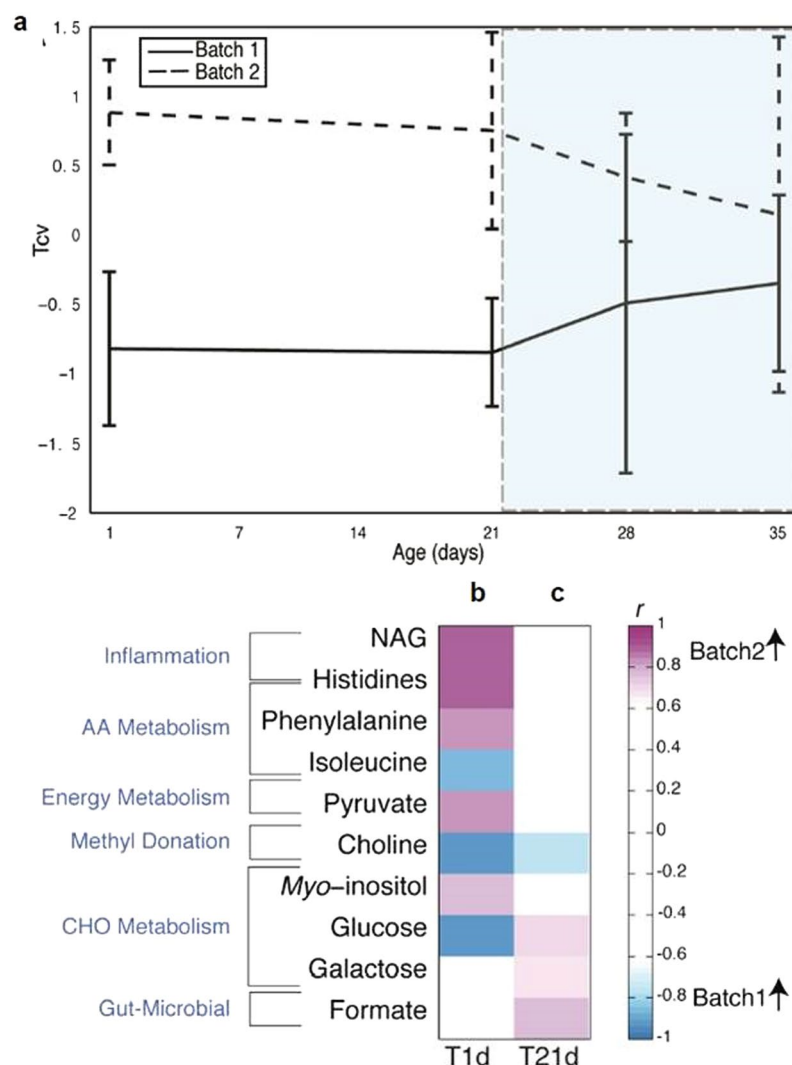 a
1.5
Batch 1
Batch 2
1
0.5
0
Tcv
−0.5
−1
−1.5
−2
1 7 14 21 28 35
Age (days)
b c
r
Inflammation
NAG
Histidines
AA Metabolism
Phenylalanine
Isoleucine
Energy Metabolism
Pyruvate
Methyl Donation
Choline
CHO Metabolism
Myo−inositol
Glucose
Galactose
Gut-Microbial
Formate
T1d T21d
1
Batch2
0.8
0.6
0.4
0.2
0
-0.2
-0.4
-0.6
-0.8
Batch1
-1